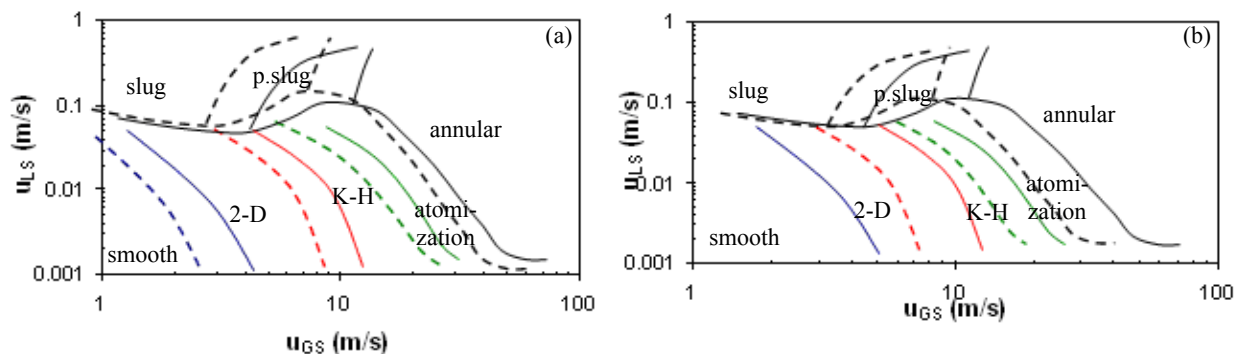 1
(a)
slug
p.slug
0.1
annular
u_LS (m/s)
0.01
2-D
K-H
atomi-
zation
smooth
0.001
1
10
100
u_GS (m/s)
1
(b)
slug
p.slug
0.1
annular
u_LS (m/s)
0.01
2-D
K-H
atomi-
zation
smooth
0.001
1
10
100
u_GS (m/s)